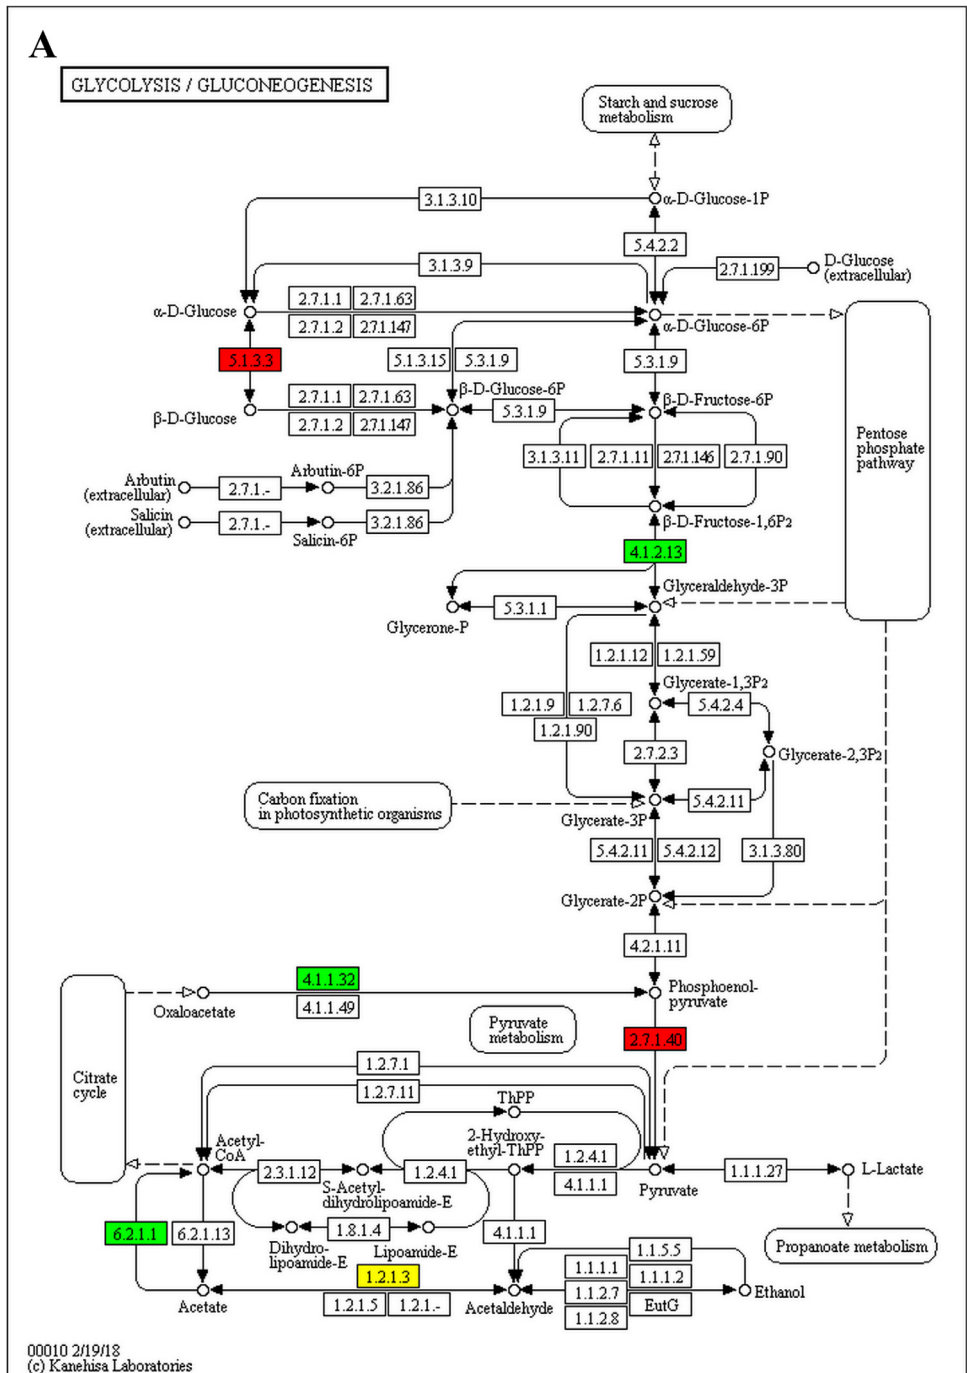 A
GLYCOLYSIS / GLUCONEOGENESIS
Starch and sucrose
metabolism
3.1.3.10
α-D-Glucose-1P
5.4.2.2
3.1.3.9
2.7.1.199
D-Glucose
(extracellular)
α-D-Glucose
2.7.1.1
2.7.1.63
2.7.1.2
2.7.1.147
α-D-Glucose-6P
5.1.3.3
5.1.3.15
5.3.1.9
5.3.1.9
β-D-Glucose
2.7.1.1
2.7.1.63
2.7.1.2
2.7.1.147
β-D-Glucose-6P
5.3.1.9
β-D-Fructose-6P
Pentose
phosphate
pathway
3.1.3.11
2.7.1.11
2.7.1.146
2.7.1.90
Arbutin
(extracellular)
2.7.1.-
Arbutin-6P
3.2.1.86
Salicin
(extracellular)
2.7.1.-
Salicin-6P
3.2.1.86
β-D-Fructose-1,6P2
4.1.2.13
Glyceraldehyde-3P
Glycerone-P
5.3.1.1
1.2.1.12
1.2.1.59
Glycerate-1,3P2
1.2.1.9
1.2.7.6
1.2.1.90
5.4.2.4
2.7.2.3
Glycerate-2,3P2
Carbon fixation
in photosynthetic organisms
Glycerate-3P
5.4.2.11
5.4.2.11
5.4.2.12
3.1.3.80
Glycerate-2P
4.2.1.11
Citrate
cycle
Oxaloacetate
4.1.1.32
4.1.1.49
Phosphoenol-
pyruvate
Pyruvate
metabolism
2.7.1.40
1.2.7.1
1.2.7.11
ThPP
Acetyl-
CoA
2-Hydroxy-
ethyl-ThPP
2.3.1.12
S-Acetyl-
dihydrolipoamide-E
1.2.4.1
1.2.4.1
4.1.1.1
Pyruvate
1.1.1.27
L-Lactate
6.2.1.1
6.2.1.13
Dihydro-
lipoamide-E
1.8.1.4
Lipoamide-E
4.1.1.1
Propanoate metabolism
Acetate
1.2.1.3
1.2.1.5
1.2.1.-
Acetaldehyde
1.1.5.5
1.1.1.1
1.1.1.2
1.1.2.7
EutG
1.1.2.8
Ethanol
00010 2/19/18
(c) Kanehisa Laboratories